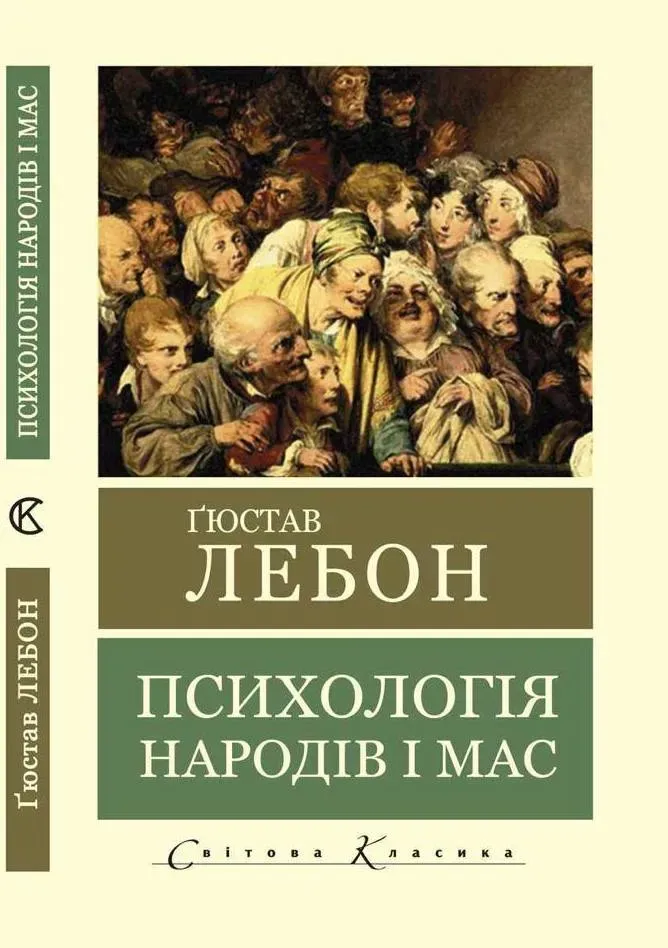 ПСИХОЛОГІЯ НАРОДІВ І МАС
Ґюстав ЛЕБОН
ҐЮСТАВ
ЛЕБОН
ПСИХОЛОГІЯ
НАРОДІВ І МАС
Світова Класика